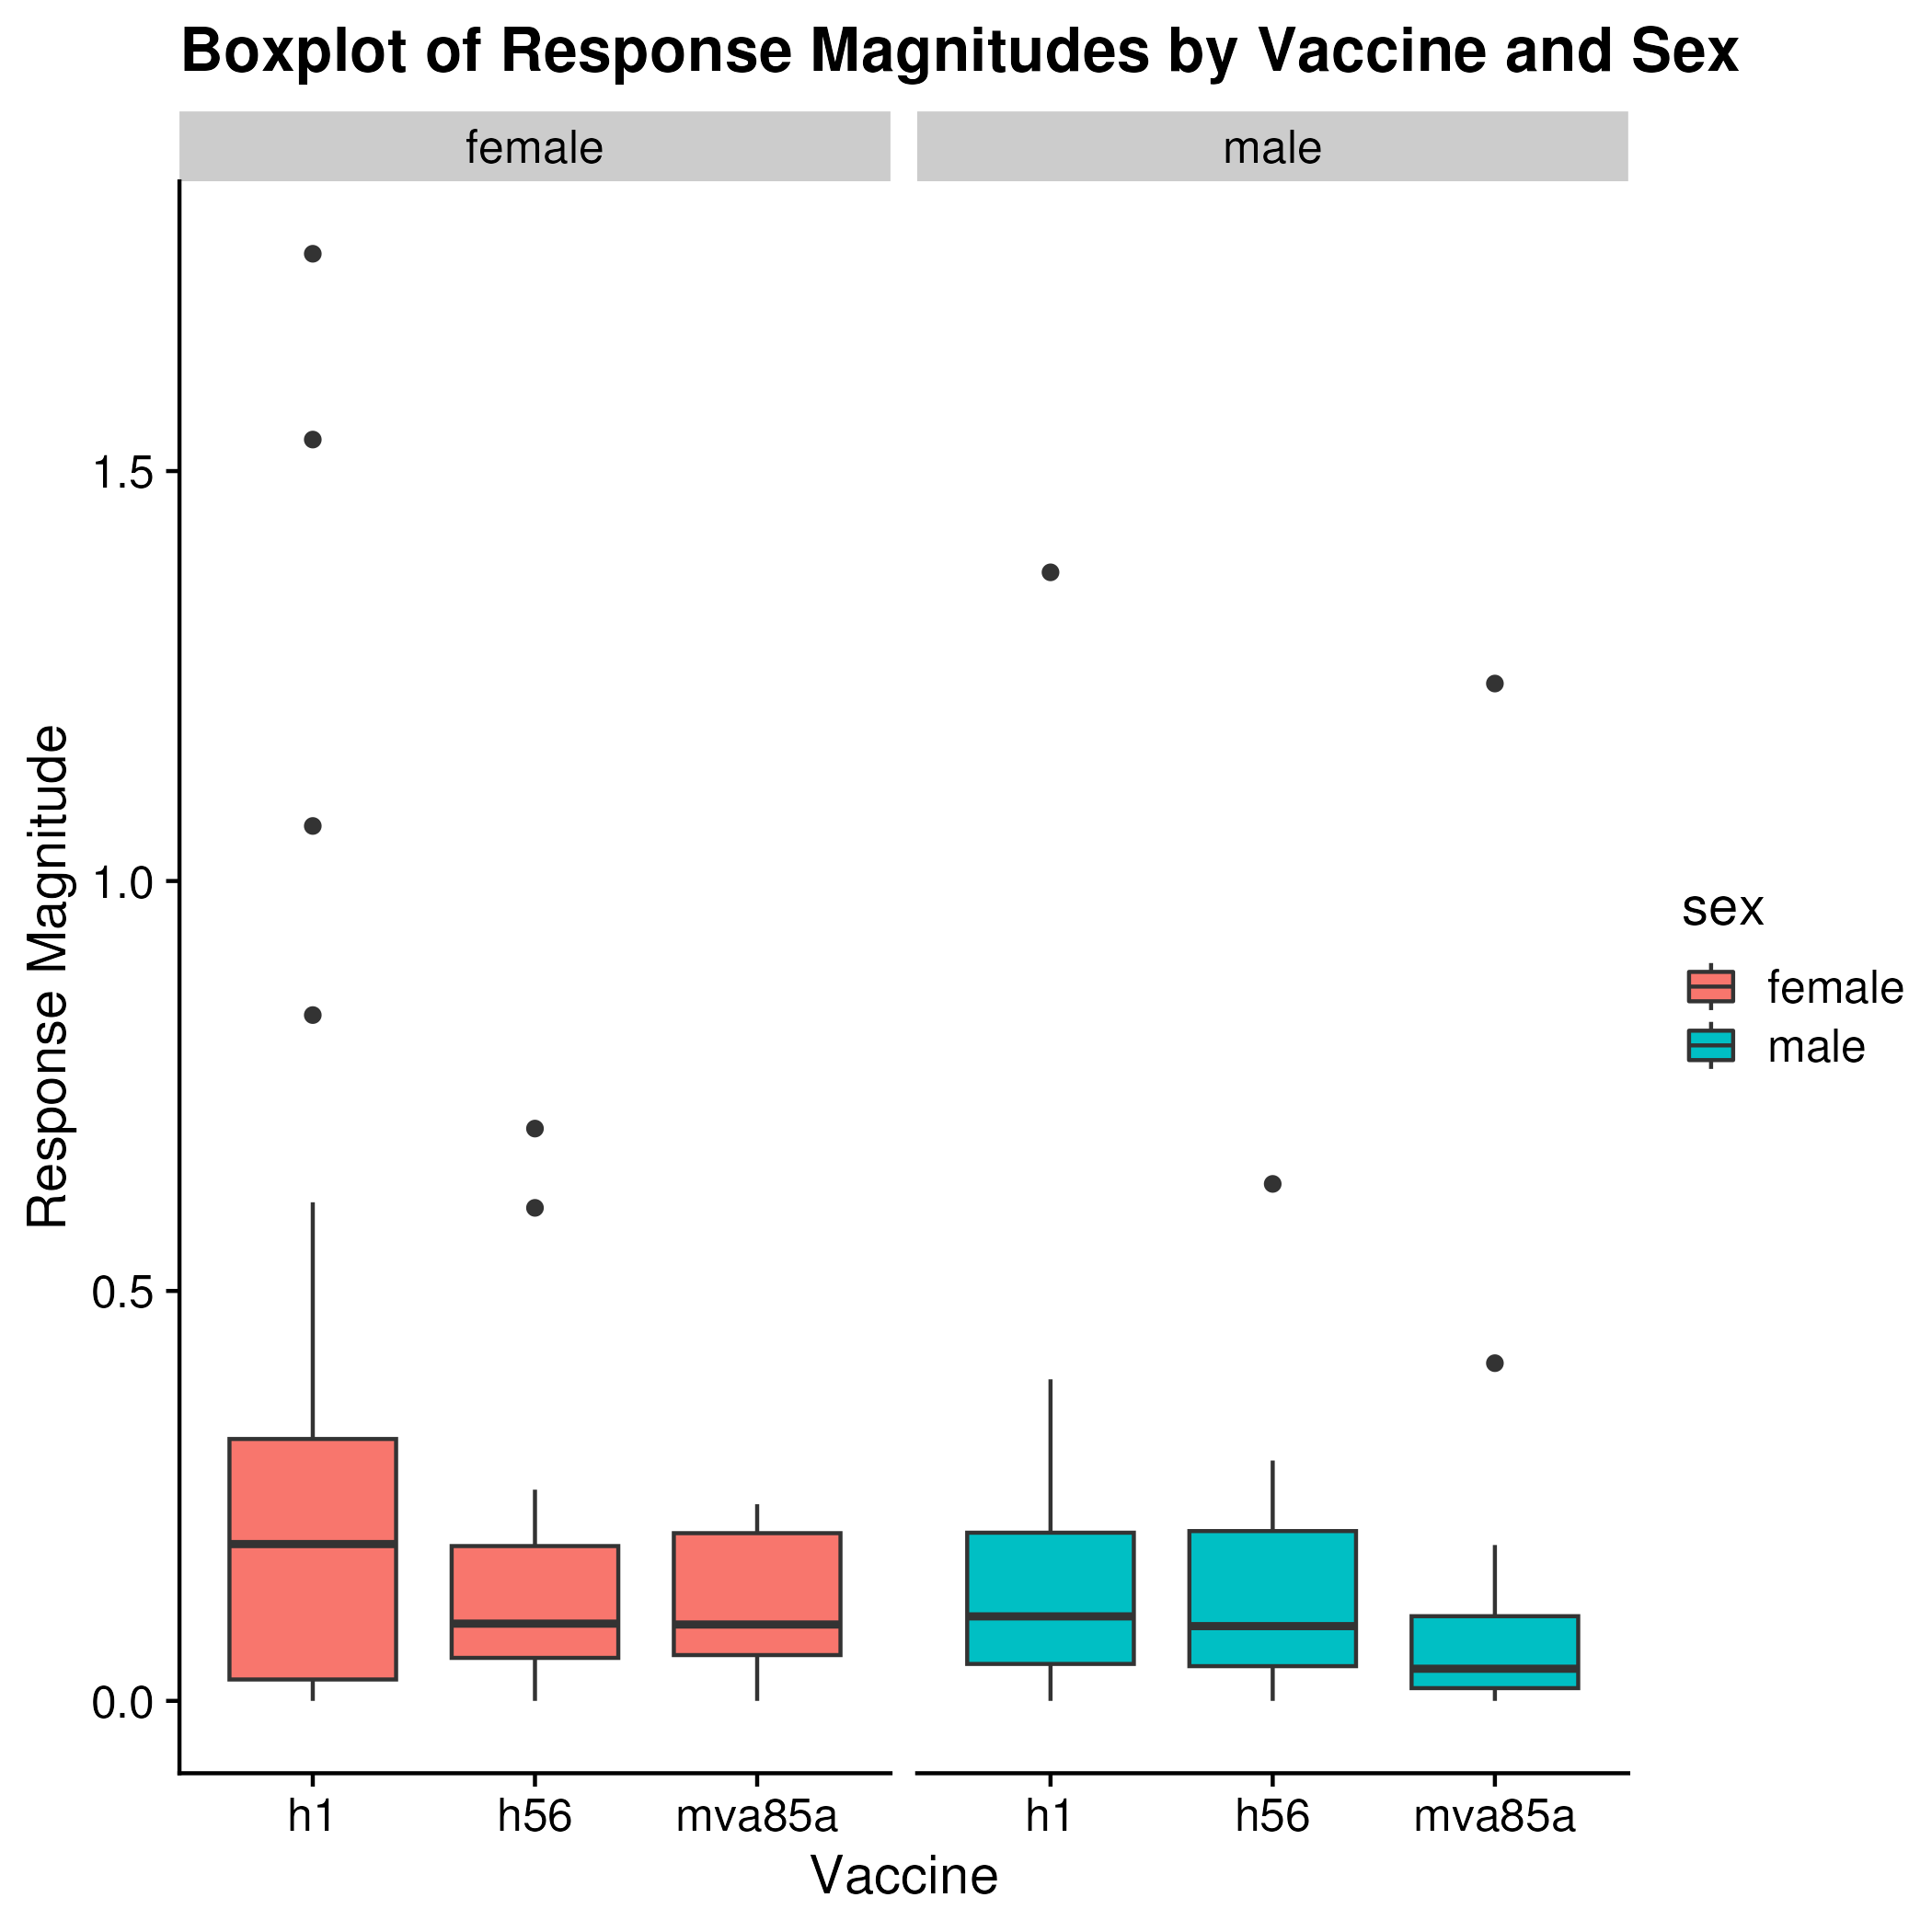 Boxplot of Response Magnitudes by Vaccine and Sex
female
male
1.5
1.0
0.5
0.0
Response Magnitude
h1
h56
mva85a
h1
h56
mva85a
Vaccine
sex
female
male